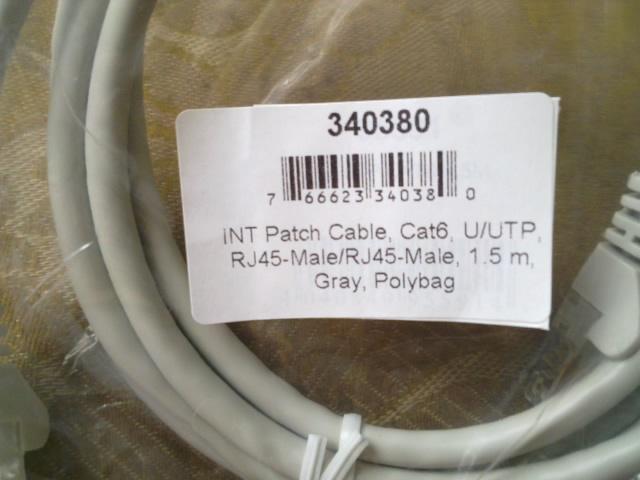 340380
7 66623 34038 0
INT Patch Cable, Cat6, U/UTP,
RJ45-Male/RJ45-Male, 1.5 m,
Gray, Polybag